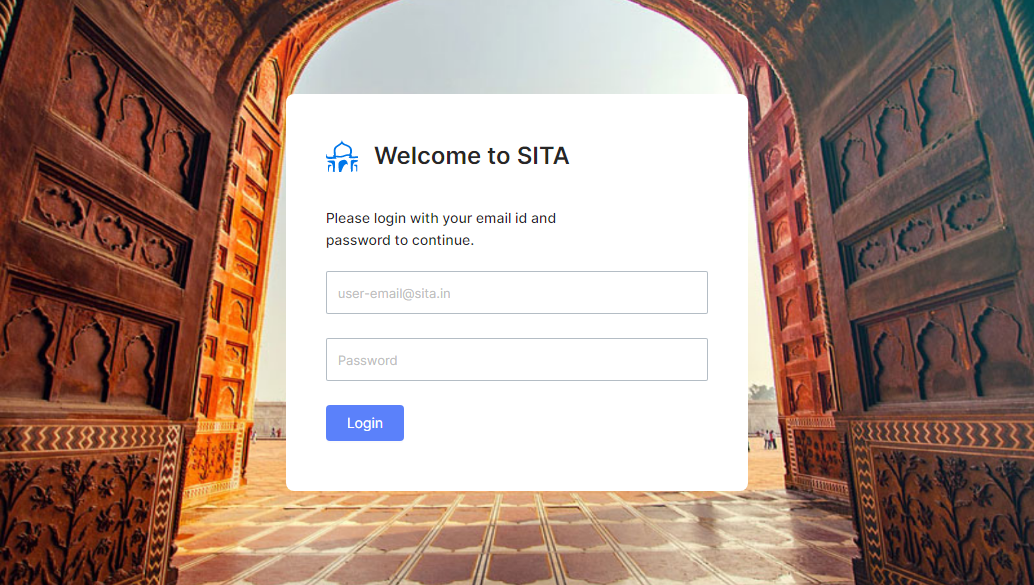 Welcome to SITA
Please login with your email id and
password to continue.
user-email@sita.in
Password
Login